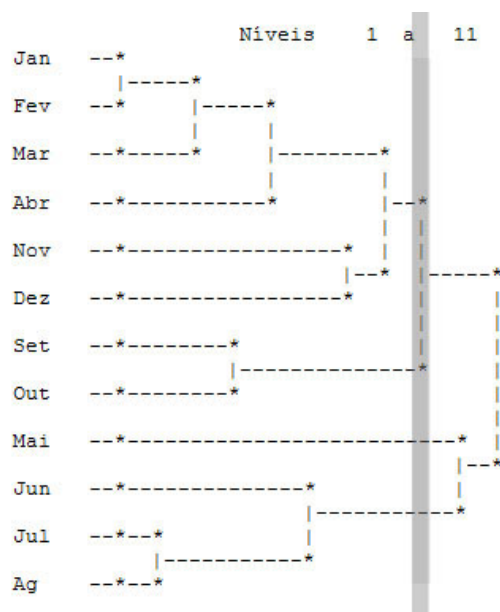 Níveis 1 a 11
Jan --*
|-----*
Fev --* |-----*
| |
Mar --*-----* |--------*
| |
Abr --*-----------* | --*
| |
Nov --*------------------* | |
|--* |-----*
Dez --*------------------* | |
| |
Set --*--------* | |
|---------------* |
Out --*--------* |
|
Mai --*---------------------------* |
|--*
Jun --*---------------* |
|------------*
Jul --*--* |
|------------*
Ag --*--*